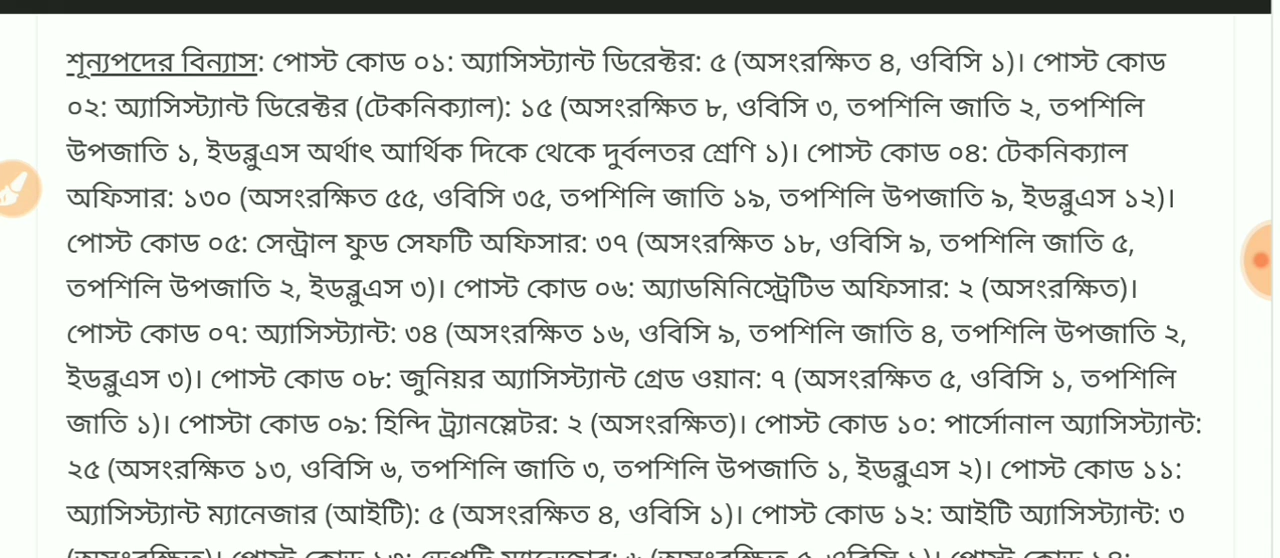 শূন্যপদের বিন্যাস: পোস্ট কোড ০১: অ্যাসিস্ট্যান্ট ডিরেক্টর: ৫ (অসংরক্ষিত ৪, ওবিসি ১)। পোস্ট কোড
০২: অ্যাসিস্ট্যান্ট ডিরেক্টর (টেকনিক্যাল): ১৫ (অসংরক্ষিত ৮, ওবিসি ৩, তপশিলি জাতি ২, তপশিলি
উপজাতি ১, ইডব্লুএস অর্থাৎ আর্থিক দিকে থেকে দুর্বলতর শ্রেণি ১)। পোস্ট কোড ০৪: টেকনিক্যাল
অফিসার: ১৩০ (অসংরক্ষিত ৫৫, ওবিসি ৩৫, তপশিলি জাতি ১৯, তপশিলি উপজাতি ৯, ইডব্লুএস ১২)।
পোস্ট কোড ০৫: সেন্ট্রাল ফুড সেফটি অফিসার: ৩৭ (অসংরক্ষিত ১৮, ওবিসি ৯, তপশিলি জাতি ৫,
তপশিলি উপজাতি ২, ইডব্লুএস ৩)। পোস্ট কোড ০৬: অ্যাডমিনিস্ট্রেটিভ অফিসার: ২ (অসংরক্ষিত)।
পোস্ট কোড ০৭: অ্যাসিস্ট্যান্ট: ৩৪ (অসংরক্ষিত ১৬, ওবিসি ৯, তপশিলি জাতি ৪, তপশিলি উপজাতি ২,
ইডব্লুএস ৩)। পোস্ট কোড ০৮: জুনিয়র অ্যাসিস্ট্যান্ট গ্রেড ওয়ান: ৭ (অসংরক্ষিত ৫, ওবিসি ১, তপশিলি
জাতি ১)। পোস্টা কোড ০৯: হিন্দি ট্র্যানস্লেটর: ২ (অসংরক্ষিত)। পোস্ট কোড ১০: পার্সোনাল অ্যাসিস্ট্যান্ট:
২৫ (অসংরক্ষিত ১৩, ওবিসি ৬, তপশিলি জাতি ৩, তপশিলি উপজাতি ১, ইডব্লুএস ২)। পোস্ট কোড ১১:
অ্যাসিস্ট্যান্ট ম্যানেজার (আইটি): ৫ (অসংরক্ষিত ৪, ওবিসি ১)। পোস্ট কোড ১২: আইটি অ্যাসিস্ট্যান্ট: ৩